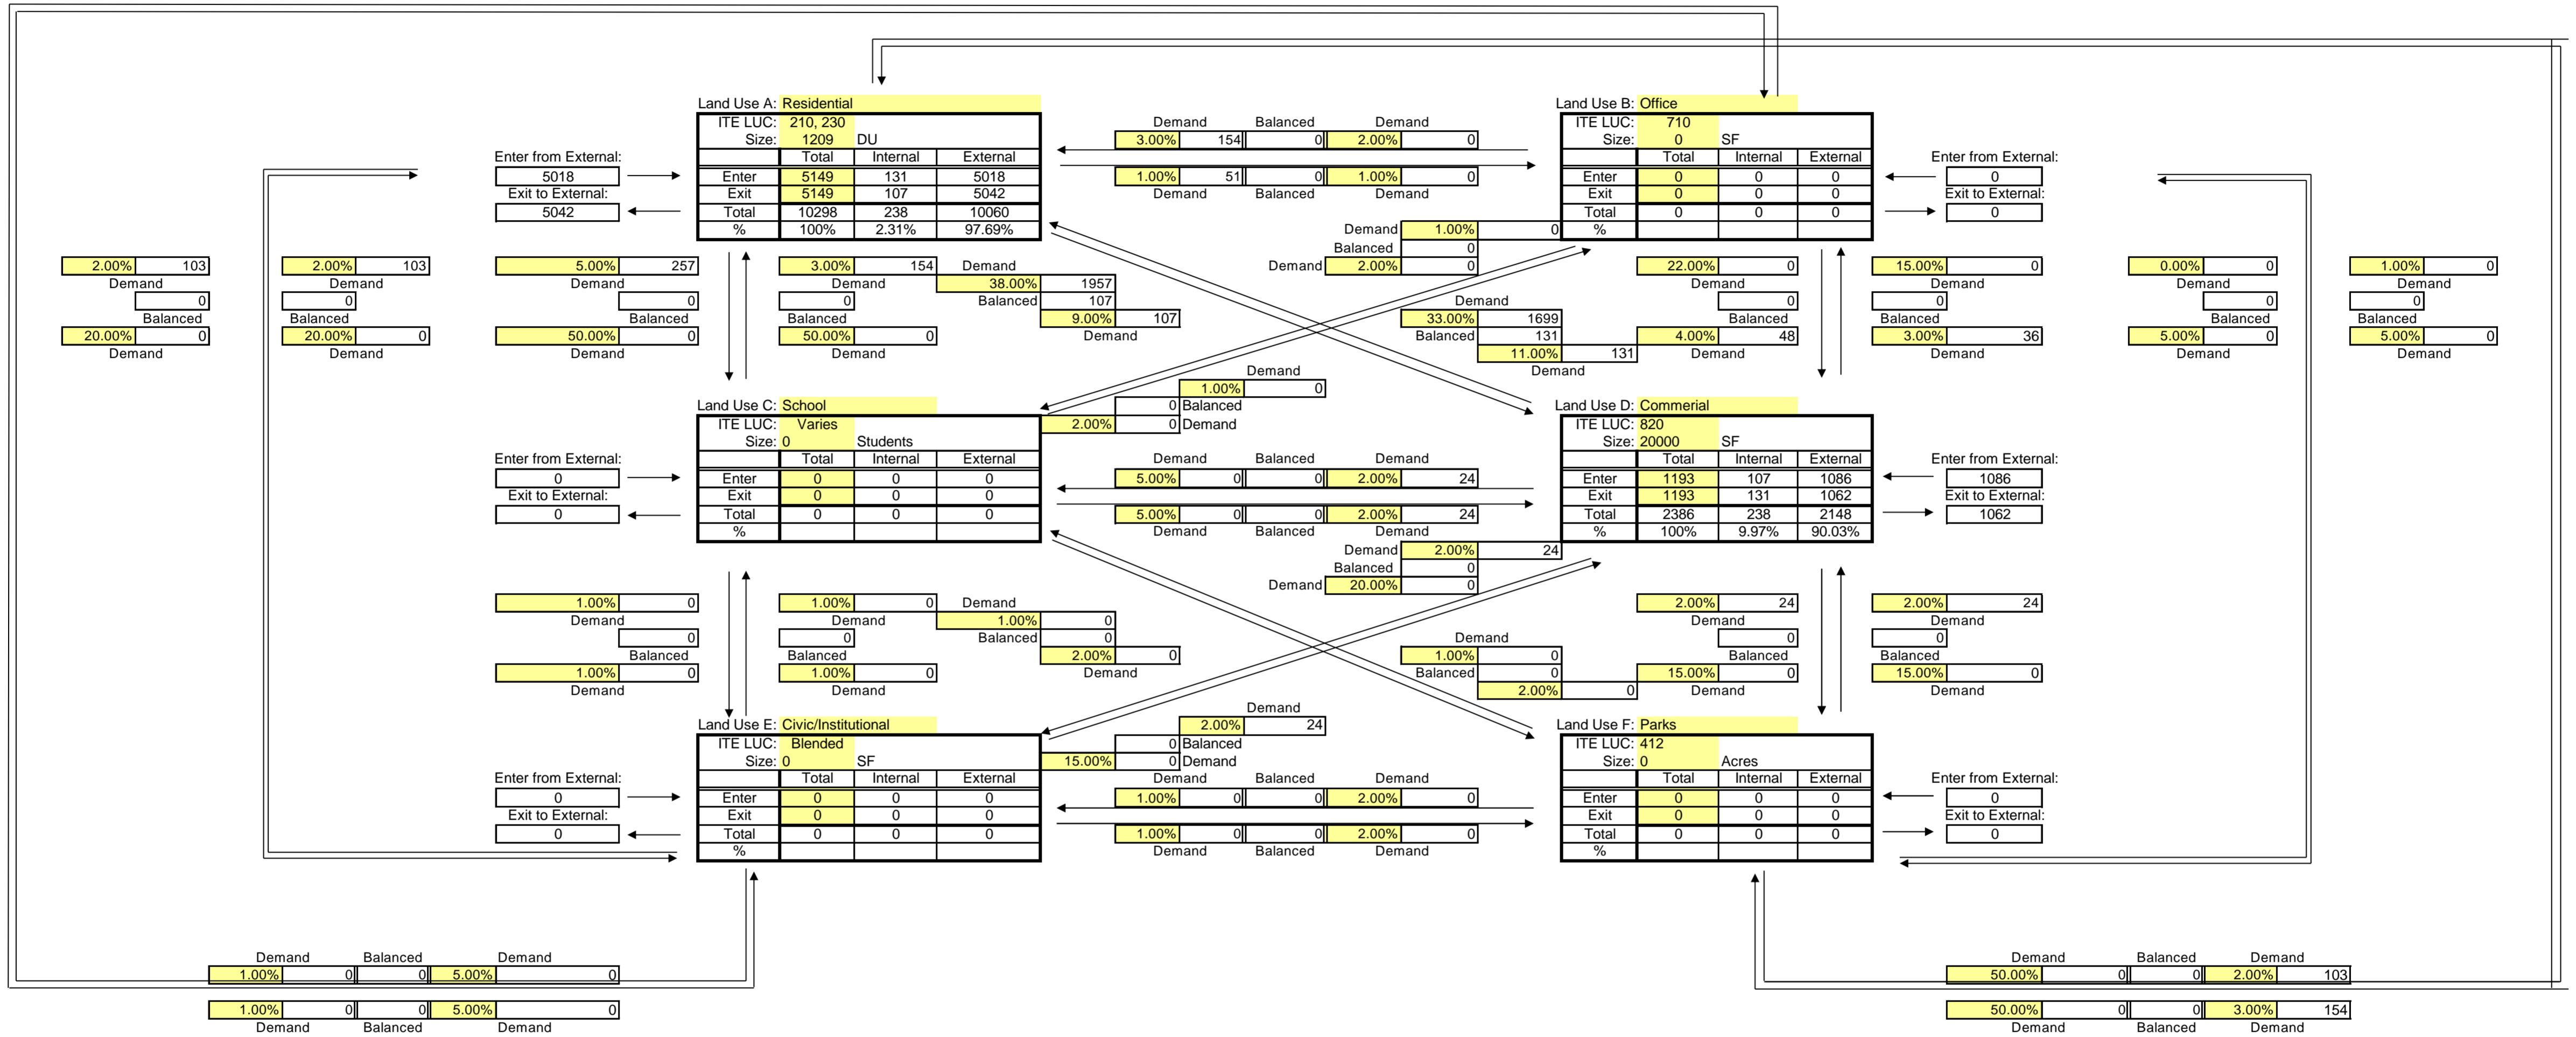 Land Use A: Residential
ITE LUC: 210, 230
Size: 1209 DU
Total Internal External
Enter 5149 131 5018
Exit 5149 107 5042
Total 10298 238 10060
% 100% 2.31% 97.69%
Enter from External:
5018
Exit to External:
5042
Demand Balanced Demand
3.00% 154 0 2.00% 0
1.00% 51 0 1.00% 0
Demand Balanced Demand
Land Use B: Office
ITE LUC: 710
Size: 0 SF
Total Internal External
Enter 0 0 0
Exit 0 0 0
Total 0 0 0
%
Enter from External:
0
Exit to External:
0
Demand 1.00% 0
Balanced 0
Demand 2.00% 0
2.00% 103
Demand
0
Balanced
20.00% 0
Demand
2.00% 103
Demand
0
Balanced
20.00% 0
Demand
5.00% 257
Demand
0
Balanced
50.00% 0
Demand
3.00% 154
Demand
0
Balanced
50.00% 0
Demand
38.00% 1957
Balanced 107
9.00% 107
Demand
Demand
33.00% 1699
Balanced 131
11.00% 131
Demand
22.00% 0
Demand
0
Balanced
4.00% 48
Demand
15.00% 0
Demand
0
Balanced
3.00% 36
Demand
0.00% 0
Demand
0
Balanced
5.00% 0
Demand
1.00% 0
Demand
0
Balanced
5.00% 0
Demand
Demand
1.00% 0
0 Balanced
2.00% 0 Demand
Land Use C: School
ITE LUC: Varies
Size: 0 Students
Total Internal External
Enter 0 0 0
Exit 0 0 0
Total 0 0 0
%
Enter from External:
0
Exit to External:
0
Demand Balanced Demand
5.00% 0 0 2.00% 24
5.00% 0 0 2.00% 24
Demand Balanced Demand
Land Use D: Commerial
ITE LUC: 820
Size: 20000 SF
Total Internal External
Enter 1193 107 1086
Exit 1193 131 1062
Total 2386 238 2148
% 100% 9.97% 90.03%
Enter from External:
1086
Exit to External:
1062
Demand 2.00% 24
Balanced 0
Demand 20.00% 0
1.00% 0
Demand
0
Balanced
1.00% 0
Demand
1.00% 0
Demand
0
Balanced
1.00% 0
Demand
Demand
1.00% 0
Balanced 0
2.00% 0
Demand
Demand
1.00% 0
Balanced 0
2.00% 0
2.00% 24
Demand
0
Balanced
15.00% 0
Demand
2.00% 24
Demand
0
Balanced
15.00% 0
Demand
Demand
2.00% 24
0 Balanced
15.00% 0 Demand
Land Use E: Civic/Institutional
ITE LUC: Blended
Size: 0 SF
Total Internal External
Enter 0 0 0
Exit 0 0 0
Total 0 0 0
%
Enter from External:
0
Exit to External:
0
Demand Balanced Demand
1.00% 0 0 2.00% 0
1.00% 0 0 2.00% 0
Demand Balanced Demand
Land Use F: Parks
ITE LUC: 412
Size: 0 Acres
Total Internal External
Enter 0 0 0
Exit 0 0 0
Total 0 0 0
%
Enter from External:
0
Exit to External:
0
Demand Balanced Demand
1.00% 0 0 5.00% 0
1.00% 0 0 5.00% 0
Demand Balanced Demand
Demand Balanced Demand
50.00% 0 0 2.00% 103
50.00% 0 0 3.00% 154
Demand Balanced Demand